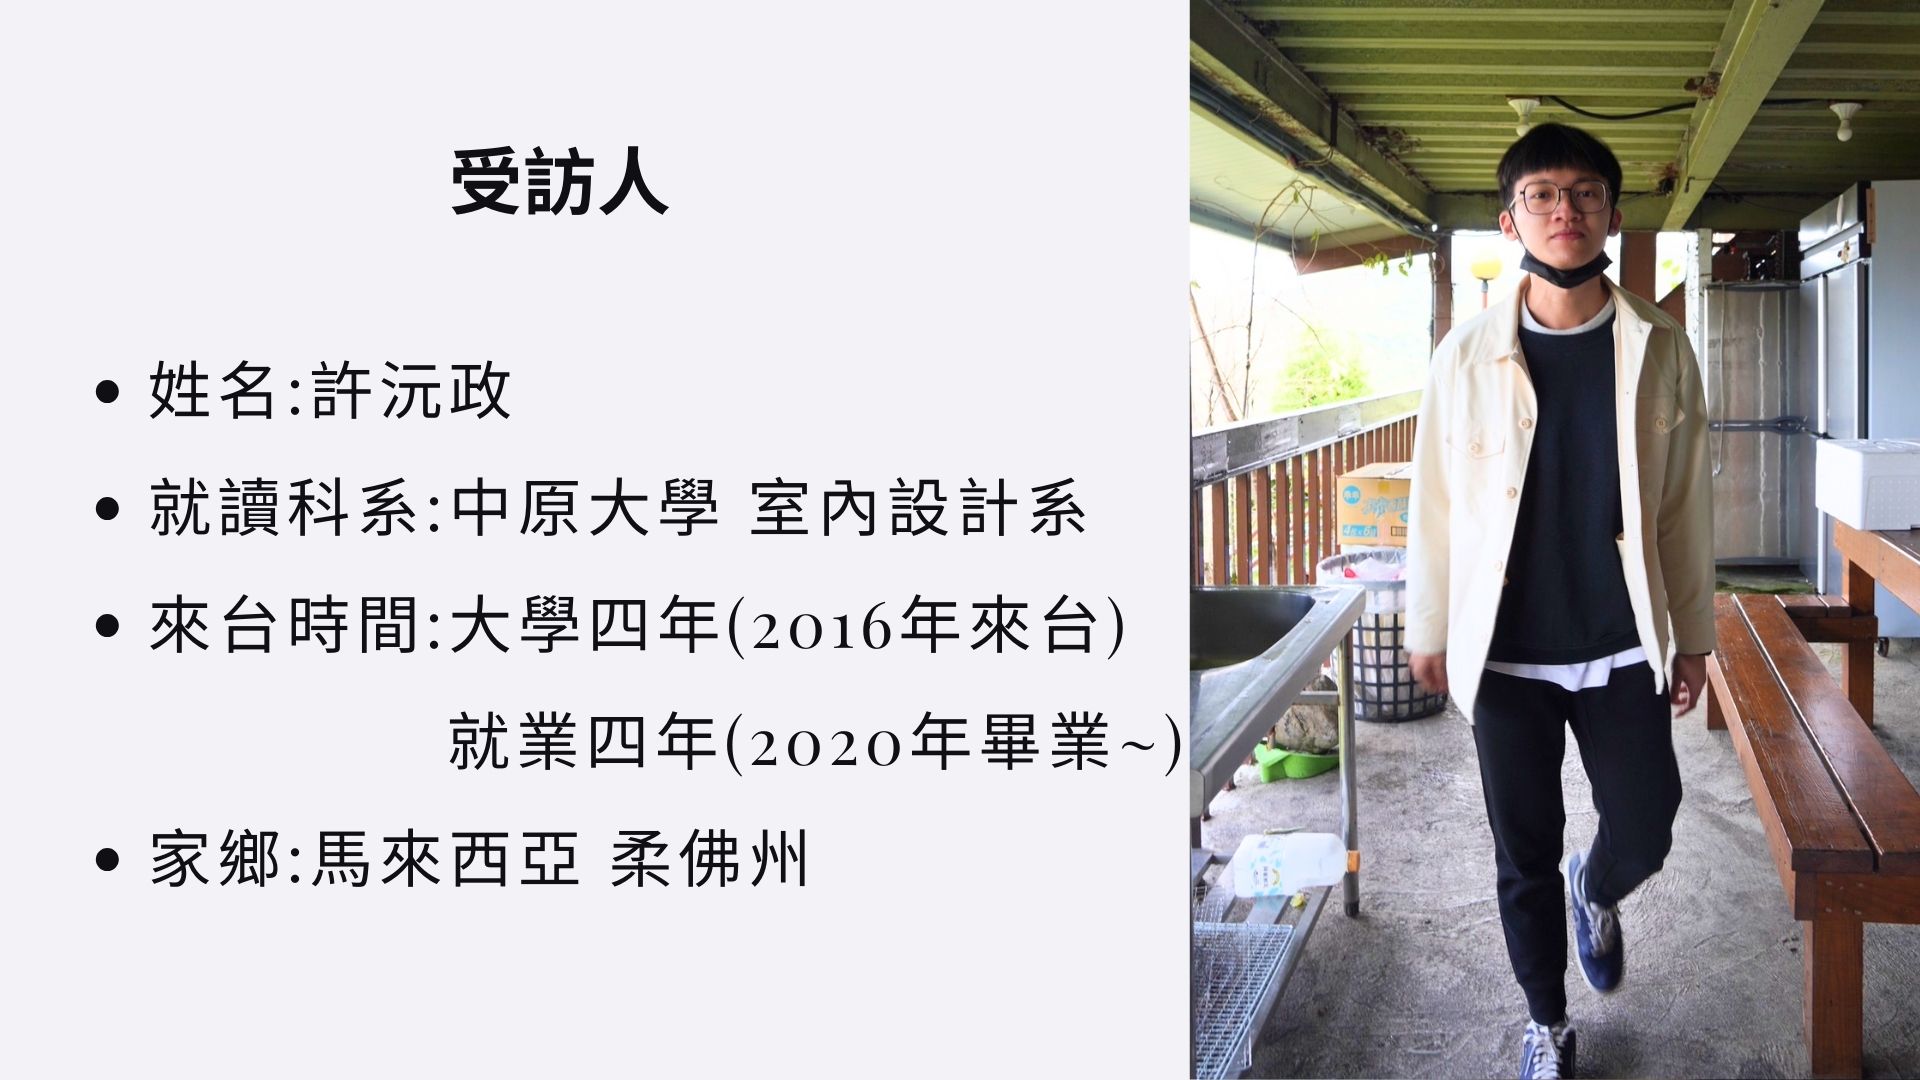 受訪人
姓名:許沅政
就讀科系:中原大學 室內設計系
來台時間:大學四年(2016年來台)
就業四年(2020年畢業~)
家鄉:馬來西亞 柔佛州